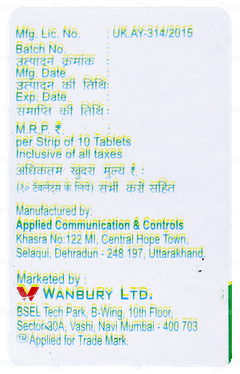 Mfg. Lic. No. : UK.AY-314/2015
Batch No.
उत्पादन क्रमांक :
Mfg. Date
उत्पादन की तिथि:
Exp. Date
समाप्ति की तिथि :
M.R.P. ₹.
per Strip of 10 Tablets
Inclusive of all taxes
अधिकतम खुदरा मूल्य ₹ :
(१० टेबलेट्स के लिये) सभी करों सहित
Manufactured by:
Applied Communication & Controls
Khasra No:122 MI, Central Hope Town,
Selaqui, Dehradun - 248 197, Uttarakhand.
Marketed by :
WANBURY LTD.
BSEL Tech Park, B-Wing, 10th Floor,
Sector-30A, Vashi, Navi Mumbai - 400 703
™ Applied for Trade Mark.